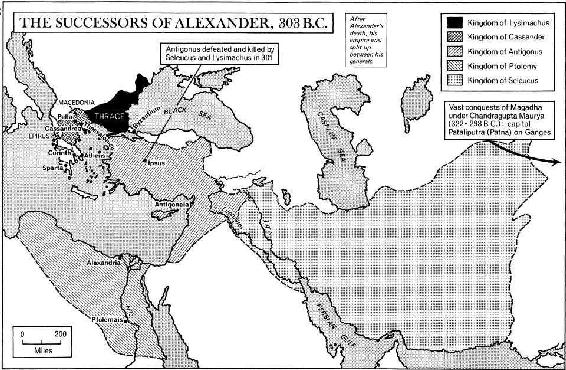 THE SUCCESSORS OF ALEXANDER, 303 B.C.
After
Alexander's
death, his
empire was
split up
between his
generals
Kingdom of Lysimachus
Kingdom of Cassander
Kingdom of Antigonus
Kingdom of Ptolemy
Kingdom of Seleucus
Antigonus defeated and killed by
Seleucus and Lysimachus in 301
Vast conquests of Magadha
under Chandragupta Maurya
(322 - 298 B.C.): capital
Pataliputra (Patna) on Ganges
MACEDONIA
THRACE
BLACK SEA
CASPIAN SEA
Pella
Cassandrea
EPIRUS
Corinth
Athens
Sparta
Ipsus
Antigoneia
Alexandria
Ptolemais
PERSIAN GULF
0 200
Miles